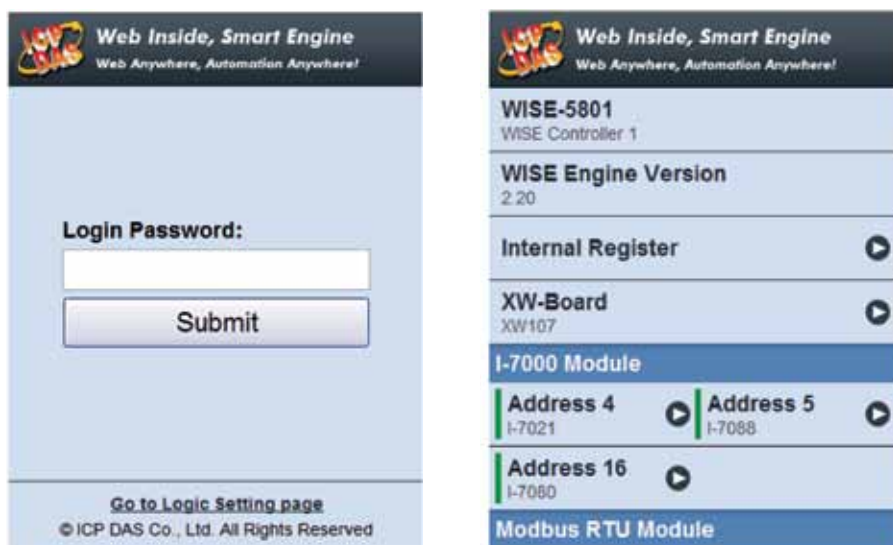 ICP DAS
Web Inside, Smart Engine
Web Anywhere, Automation Anywhere!
Login Password:
Submit
Go to Logic Setting page
© ICP DAS Co., Ltd. All Rights Reserved
ICP DAS
Web Inside, Smart Engine
Web Anywhere, Automation Anywhere!
WISE-5801
WISE Controller 1
WISE Engine Version
2.20
Internal Register
XW-Board
XW107
I-7000 Module
Address 4
I-7021
Address 5
I-7088
Address 16
I-7080
Modbus RTU Module